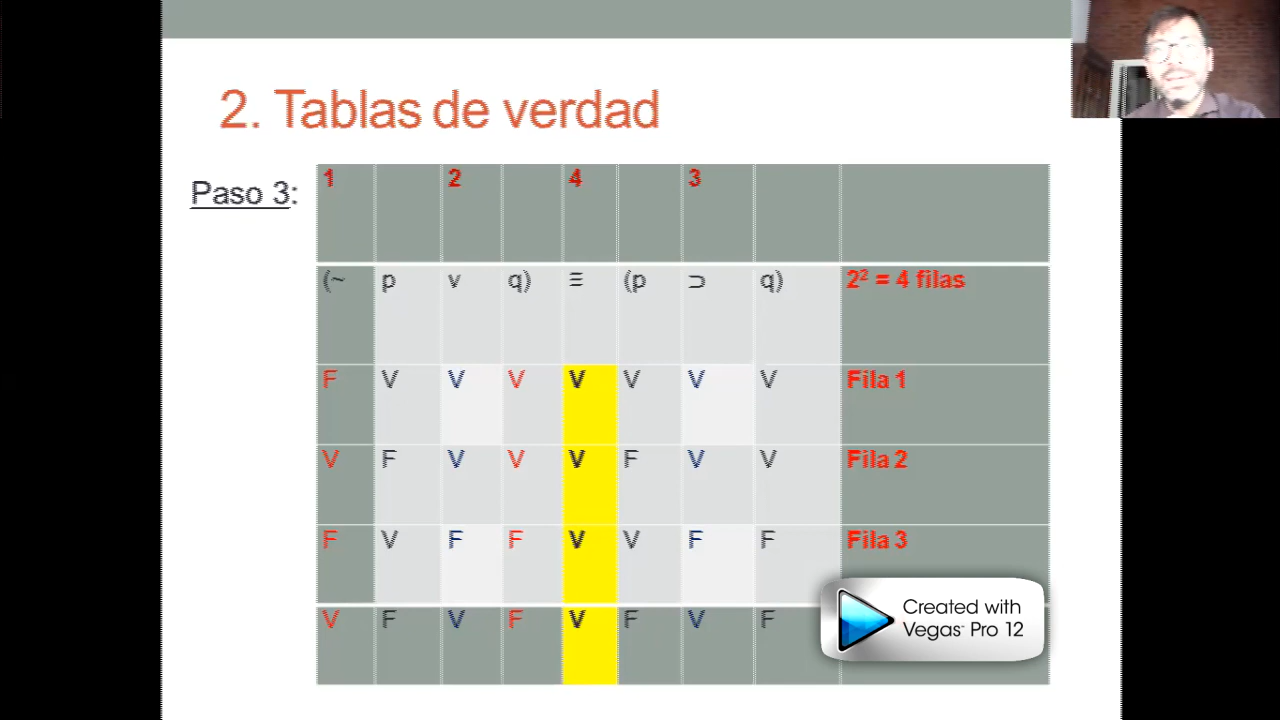 2. Tablas de verdad
Paso 3:
1 2 4 3
(~ p v q) ≡ (p ⊃ q) 2² = 4 filas
F V V V V V V V Fila 1
V F V V V F V V Fila 2
F V F F V V F F Fila 3
V F V F V F V F
Created with
Vegas™ Pro 12